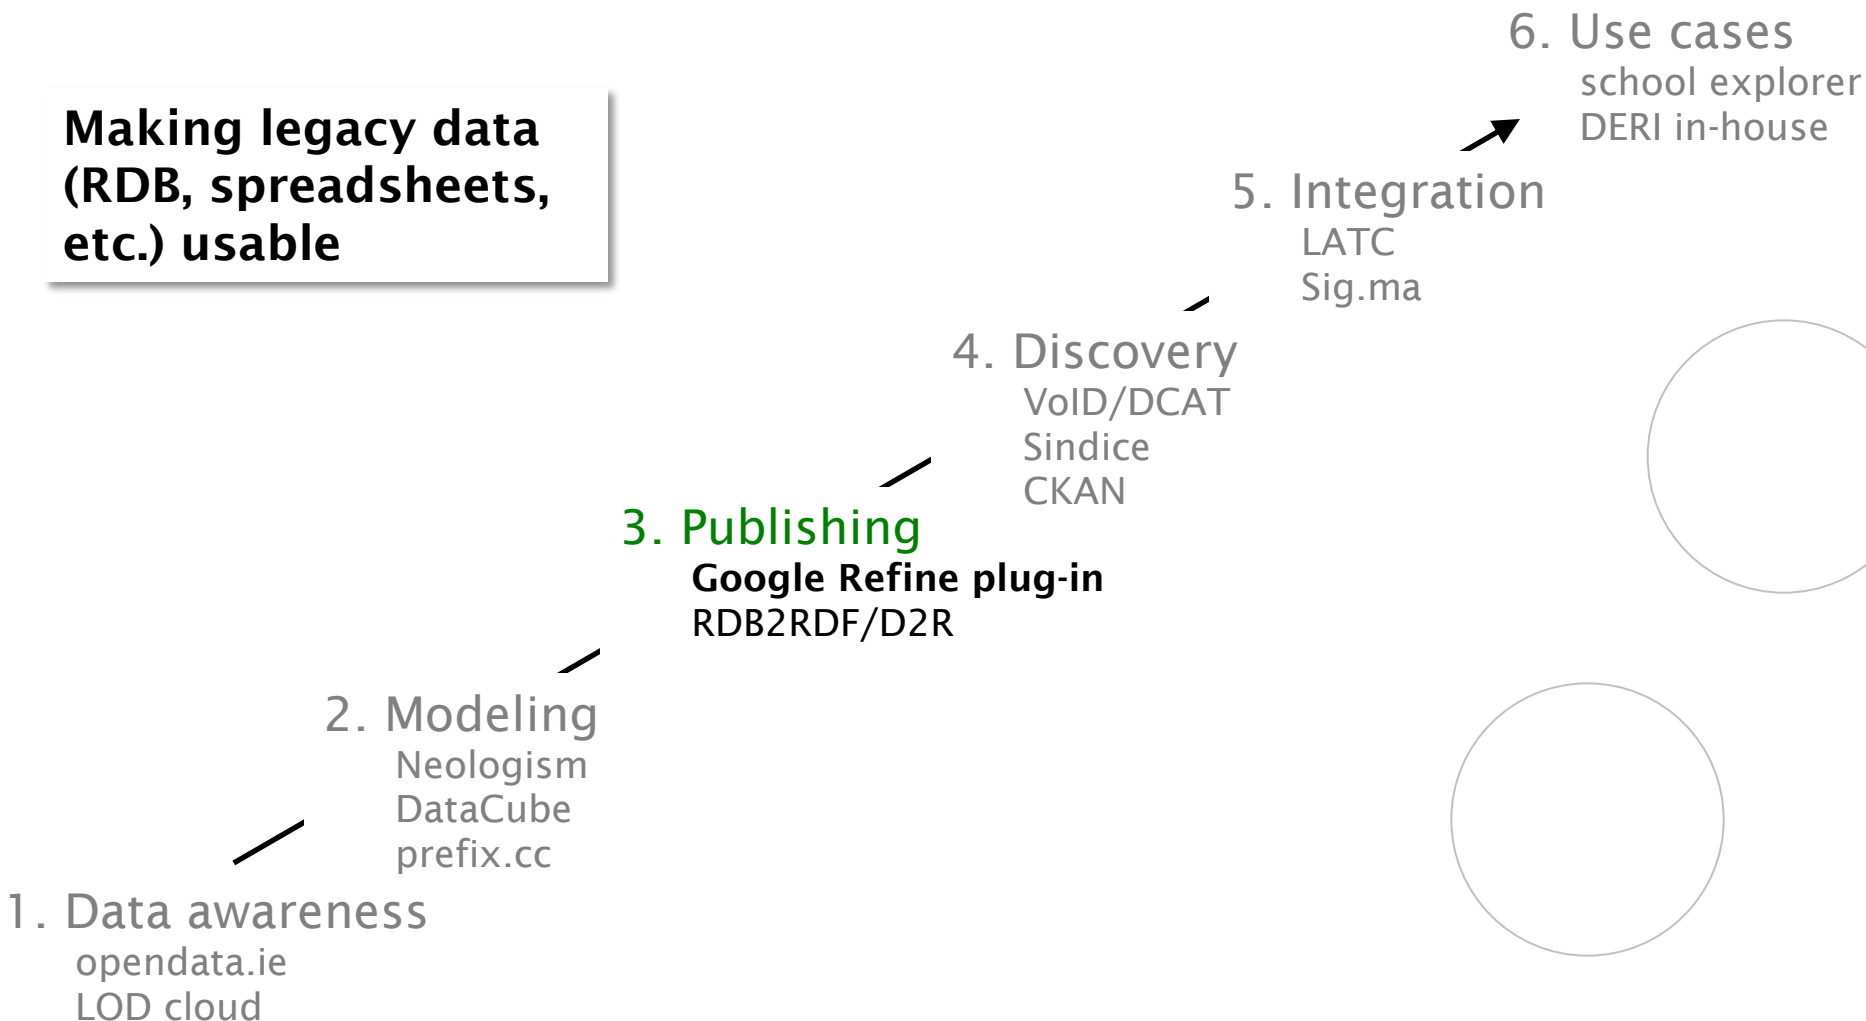 Making legacy data
(RDB, spreadsheets,
etc.) usable
6. Use cases
school explorer
DERI in-house
5. Integration
LATC
Sig.ma
4. Discovery
VoID/DCAT
Sindice
CKAN
3. Publishing
Google Refine plug-in
RDB2RDF/D2R
2. Modeling
Neologism
DataCube
prefix.cc
1. Data awareness
opendata.ie
LOD cloud